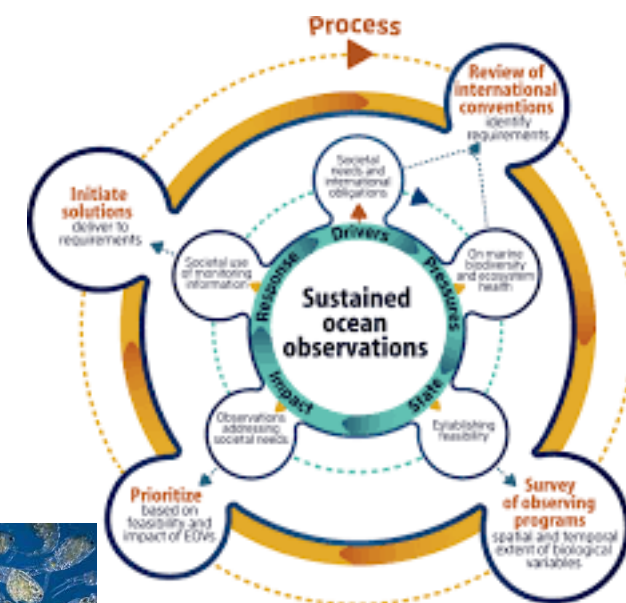 Process
Review of
international
conventions
identify
requirements
Societal
needs and
international
obligations
Initiate
solutions
deliver to
requirements
Societal use
of monitoring
information
On marine
biodiversity
and ecosystem
health
Drivers
Pressures
State
Impact
Response
Sustained
ocean
observations
Observations
addressing
societal needs
Establishing
feasibility
Prioritize
based on
feasibility and
impact of EOVs
Survey
of observing
programs
spatial and temporal
extent of biological
variables